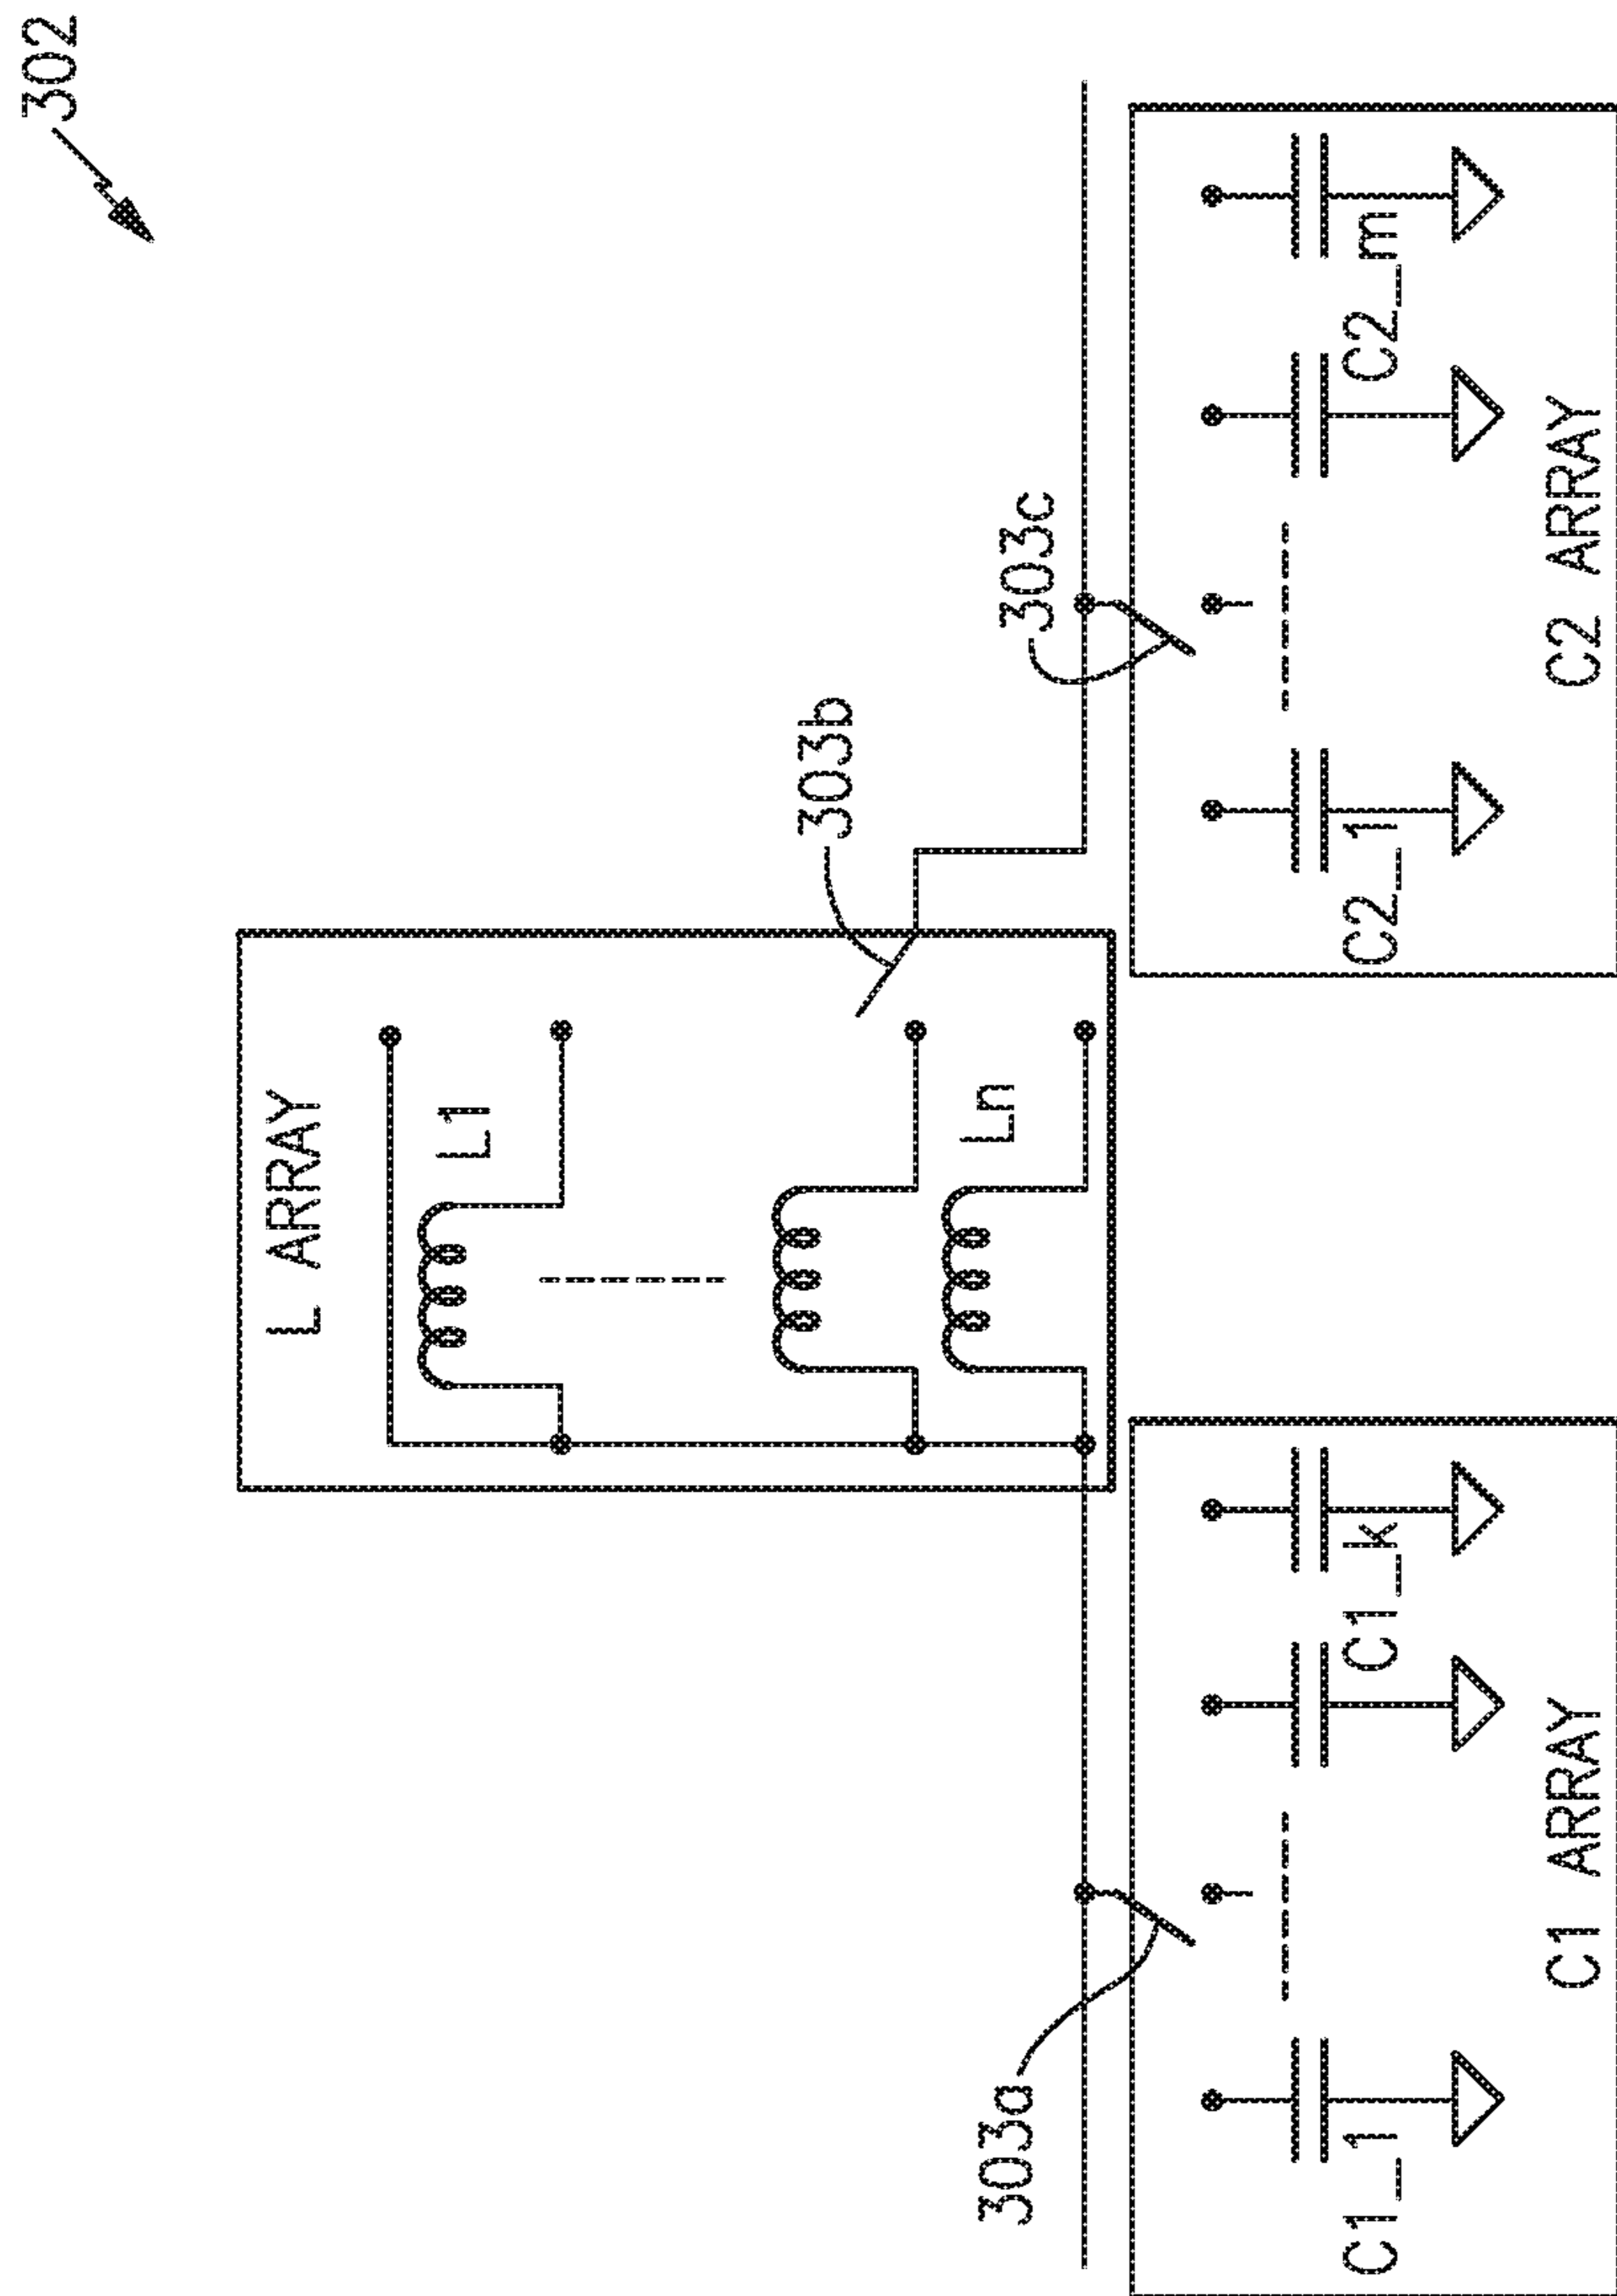 302
L ARRAY
L1
Ln
303b
303a
303c
C1_1
C1_k
C1 ARRAY
C2_1
C2_m
C2 ARRAY